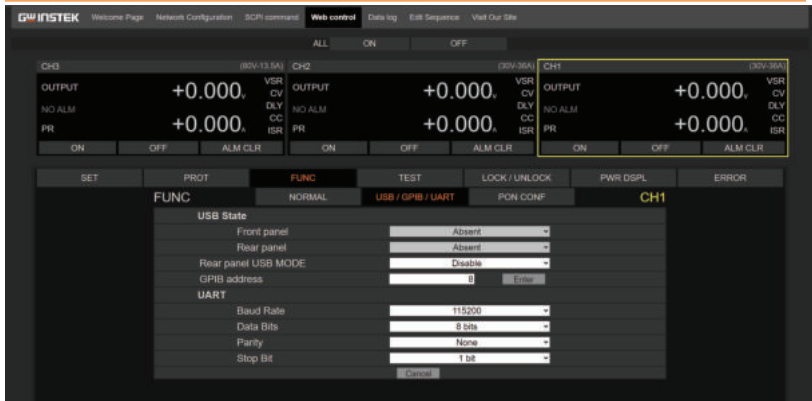 GW INSTEK Welcome Page Network Configuration SCPI command Web control Data log Edit Sequence Visit Our Site
ALL ON OFF
CH3 (80V-13.5A) CH2 (30V-36A) CH1 (30V-36A)
OUTPUT +0.000V VSR CV OUTPUT +0.000V VSR CV OUTPUT +0.000V VSR CV
NO ALM DLY NO ALM DLY NO ALM DLY
PR +0.000A CC ISR PR +0.000A CC ISR PR +0.000A CC ISR
ON OFF ALM CLR ON OFF ALM CLR ON OFF ALM CLR
SET PROT FUNC TEST LOCK / UNLOCK PWR DSPL ERROR
FUNC NORMAL USB / GPIB / UART PON CONF CH1
USB State
Front panel Absent
Rear panel Absent
Rear panel USB MODE Disable
GPIB address 8 Enter
UART
Baud Rate 115200
Data Bits 8 bits
Parity None
Stop Bit 1 bit
Cancel